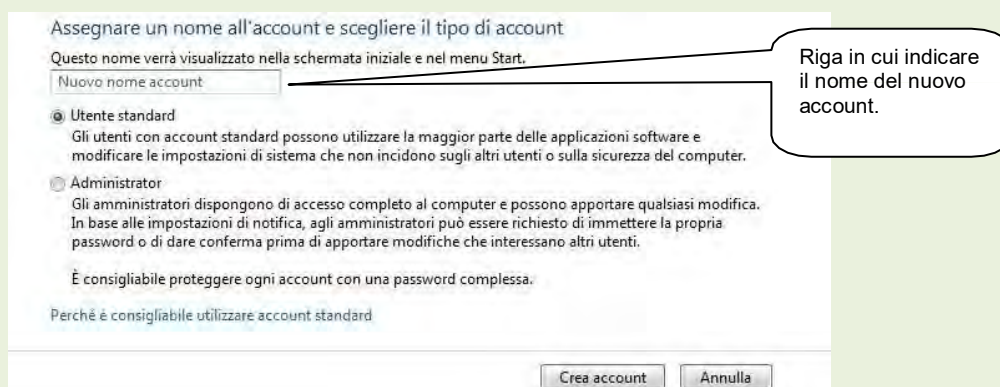 Assegnare un nome all'account e scegliere il tipo di account
Questo nome verrà visualizzato nella schermata iniziale e nel menu Start.
Nuovo nome account
Riga in cui indicare
il nome del nuovo
account.
Utente standard
Gli utenti con account standard possono utilizzare la maggior parte delle applicazioni software e
modificare le impostazioni di sistema che non incidono sugli altri utenti o sulla sicurezza del computer.
Administrator
Gli amministratori dispongono di accesso completo al computer e possono apportare qualsiasi modifica.
In base alle impostazioni di notifica, agli amministratori può essere richiesto di immettere la propria
password o di dare conferma prima di apportare modifiche che interessano altri utenti.
È consigliabile proteggere ogni account con una password complessa.
Perché è consigliabile utilizzare account standard
Crea account
Annulla